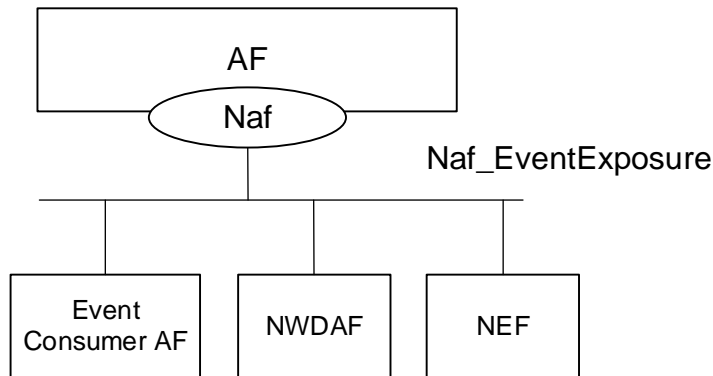 AF
Naf
Naf_EventExposure
Event
Consumer AF
NWDAF
NEF